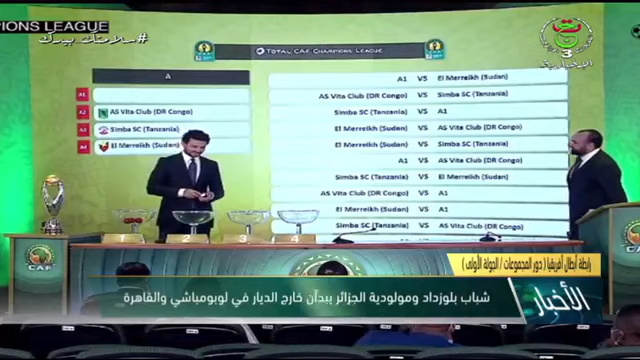 PIONS LEAGUE
#سلامتك_بيدك
3
الإخبارية
TOTAL CAF CHAMPIONS LEAGUE
A
A1
A2 AS Vita Club (DR Congo)
A3 Simba SC (Tanzania)
A4 El Merreikh (Sudan)
A1 VS El Merreikh (Sudan)
AS Vita Club (DR Congo) VS Simba SC (Tanzania)
Simba SC (Tanzania) VS A1
El Merreikh (Sudan) VS AS Vita Club (DR Congo)
El Merreikh (Sudan) VS Simba SC (Tanzania)
A1 VS AS Vita Club (DR Congo)
Simba SC (Tanzania) VS El Merreikh (Sudan)
AS Vita Club (DR Congo) VS A1
El Merreikh (Sudan) VS A1
Simba SC (Tanzania) VS AS Vita Club (DR Congo)
CAF
2 3 4
CAF
رابطة أبطال أفريقيا ( دور المجموعات / الجولة الأولى )
الأخبار
شباب بلوزداد ومولودية الجزائر يبدآن خارج الديار في لوبومباشي والقاهرة